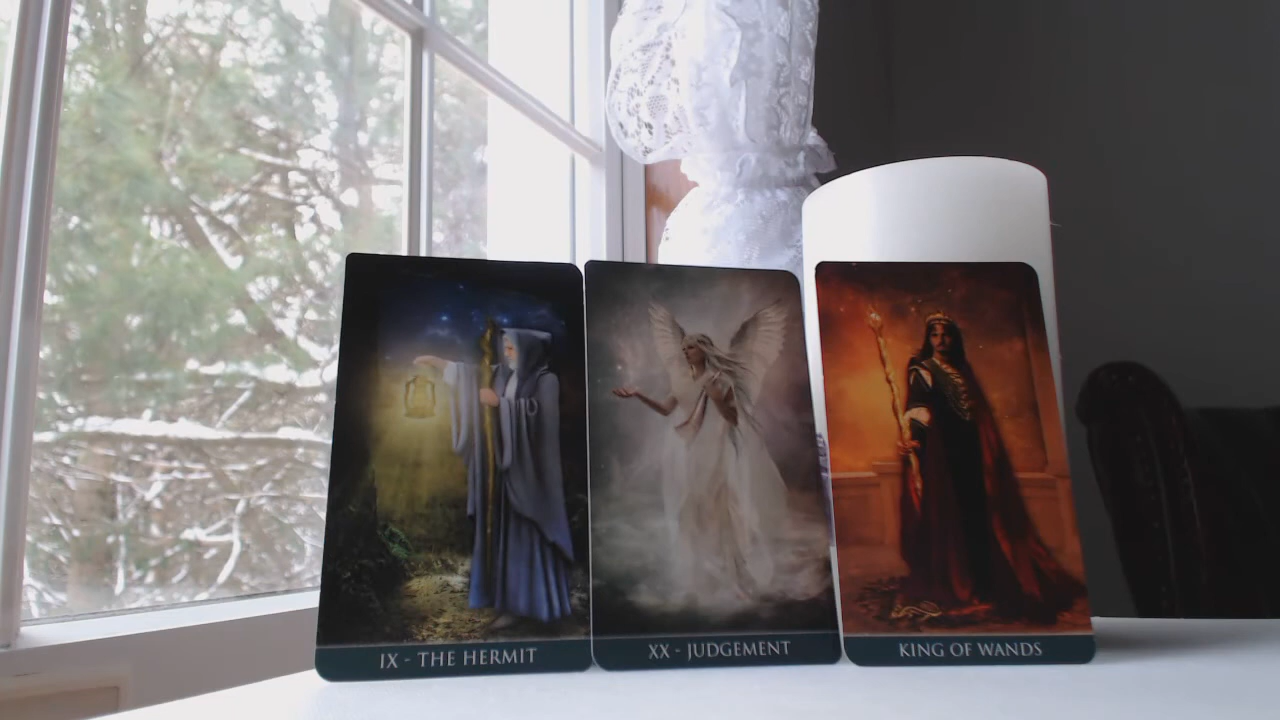 IX - THE HERMIT
XX - JUDGEMENT
KING OF WANDS